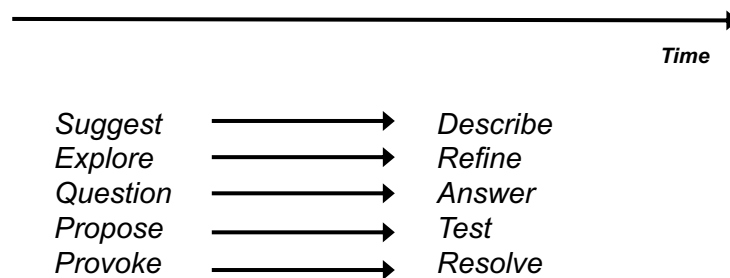 Time
Suggest Describe
Explore Refine
Question Answer
Propose Test
Provoke Resolve